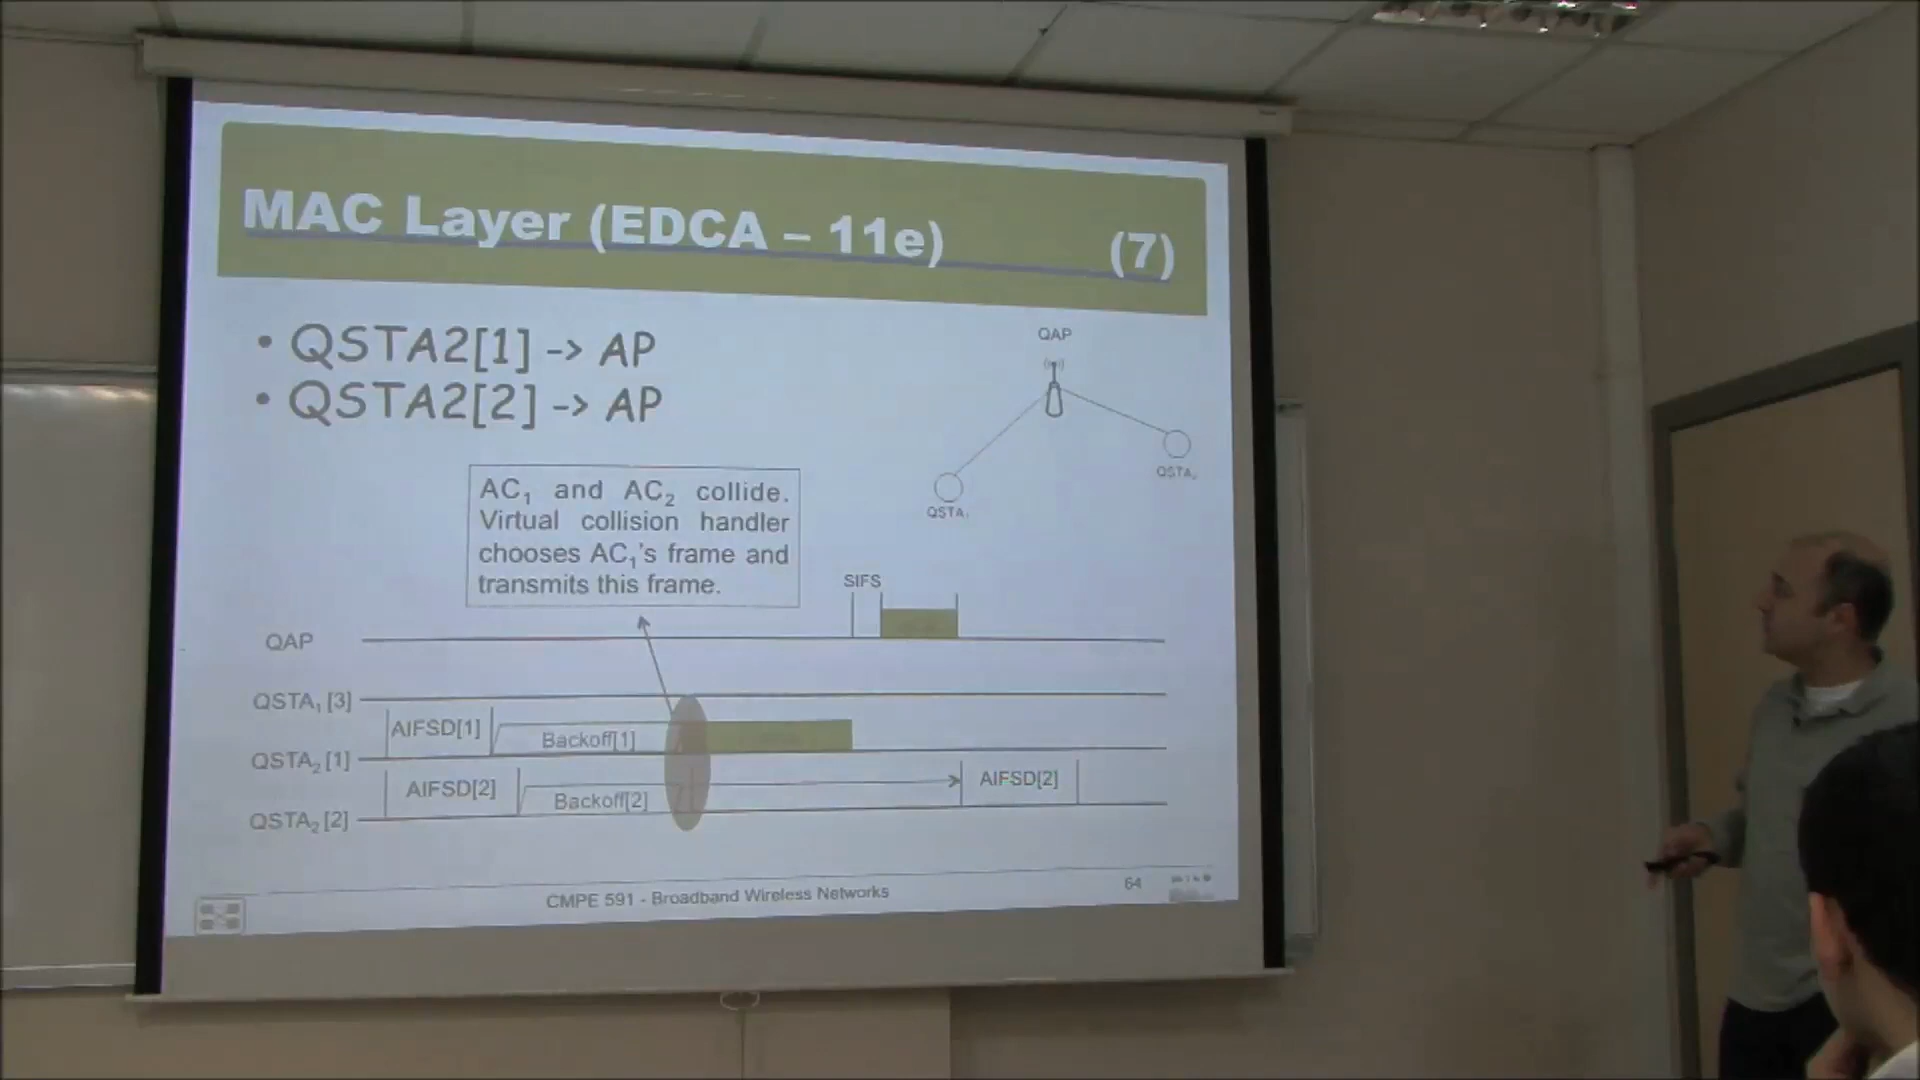 MAC Layer (EDCA – 11e) (7)
• QSTA2[1] -> AP
• QSTA2[2] -> AP
QAP
QSTA₂
QSTA₁
AC₁ and AC₂ collide.
Virtual collision handler
chooses AC₁'s frame and
transmits this frame.
SIFS
QAP
QSTA₁ [3]
AIFSD[1]
Backoff[1]
QSTA₂ [1]
AIFSD[2]
Backoff[2]
AIFSD[2]
QSTA₂ [2]
CMPE 591 - Broadband Wireless Networks
64